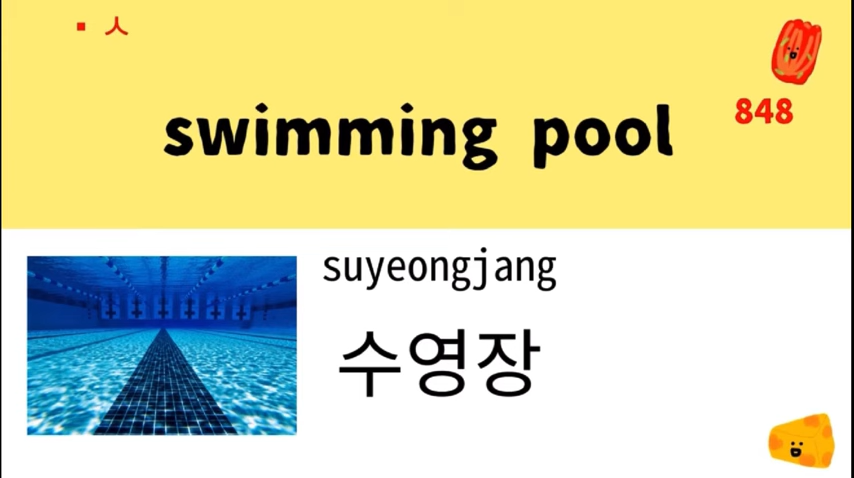 ▪ ㅅ
848
swimming pool
suyeongjang
수영장